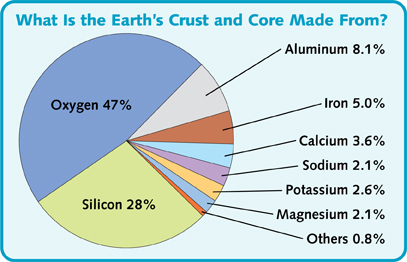 What Is the Earth's Crust and Core Made From?
Aluminum 8.1%
Oxygen 47%
Iron 5.0%
Calcium 3.6%
Sodium 2.1%
Potassium 2.6%
Silicon 28%
Magnesium 2.1%
Others 0.8%